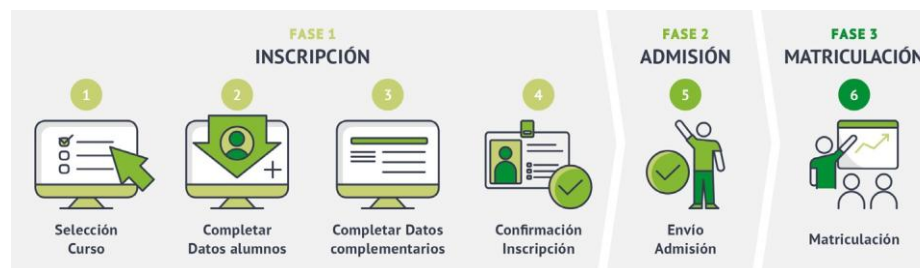 FASE 1
INSCRIPCIÓN
1
2
3
4
Selección
Curso
Completar
Datos alumnos
Completar Datos
complementarios
Confirmación
Inscripción
FASE 2
ADMISIÓN
5
Envío
Admisión
FASE 3
MATRICULACIÓN
6
Matriculación